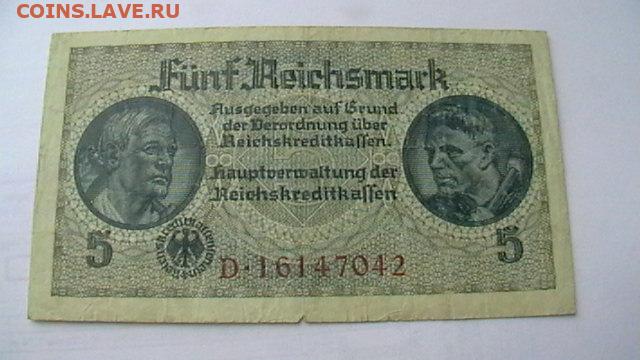 COINS.LAVE.RU
Fünf Reichsmark
Ausgegeben auf Grund
der Verordnung über
Reichskreditkassen.
Hauptverwaltung der
Reichskreditkassen
5
5
D·16147042